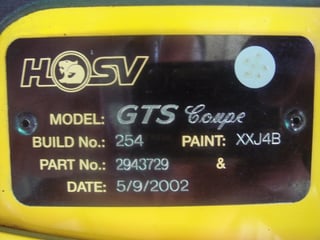 HSV
MODEL: GTS Coupe
BUILD No.: 254 PAINT: XXJ4B
PART No.: 2943729 &
DATE: 5/9/2002